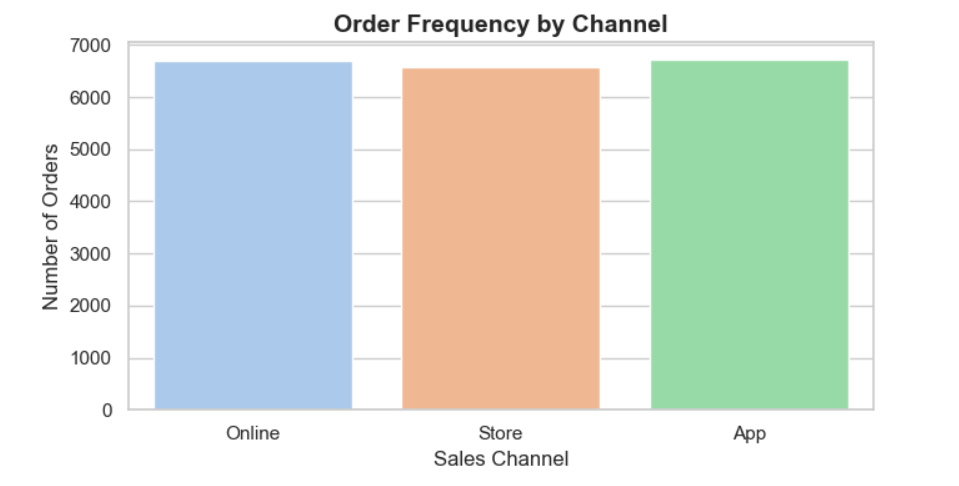 Order Frequency by Channel
7000
6000
5000
4000
3000
2000
1000
0
Number of Orders
Online
Store
App
Sales Channel